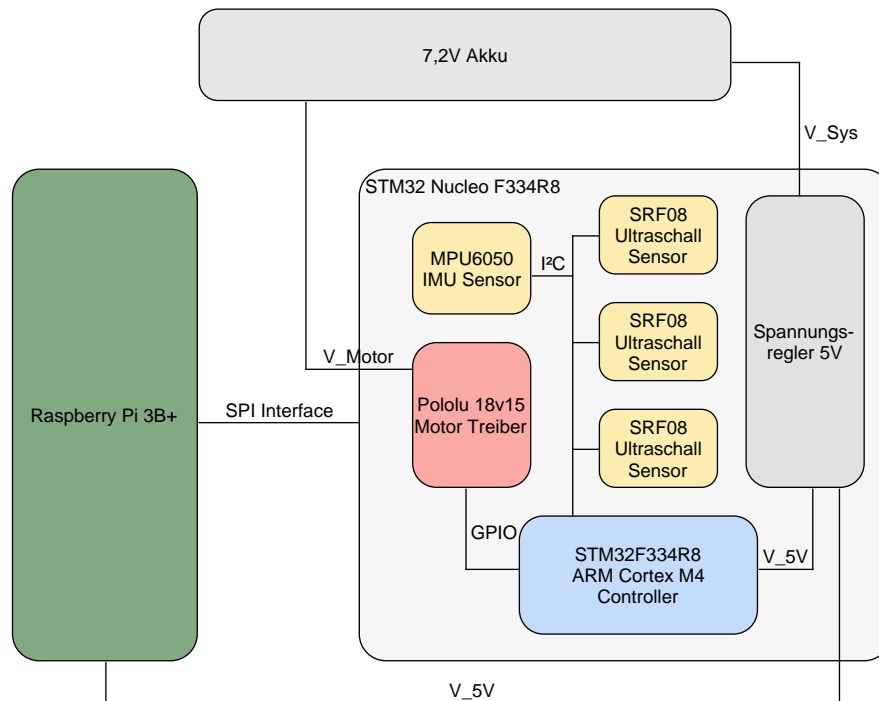 7,2V Akku
V_Sys
STM32 Nucleo F334R8
MPU6050
IMU Sensor
I²C
SRF08
Ultraschall
Sensor
SRF08
Ultraschall
Sensor
Spannungs-
regler 5V
V_Motor
Pololu 18v15
Motor Treiber
Raspberry Pi 3B+
SPI Interface
SRF08
Ultraschall
Sensor
GPIO
STM32F334R8
ARM Cortex M4
Controller
V_5V
V_5V